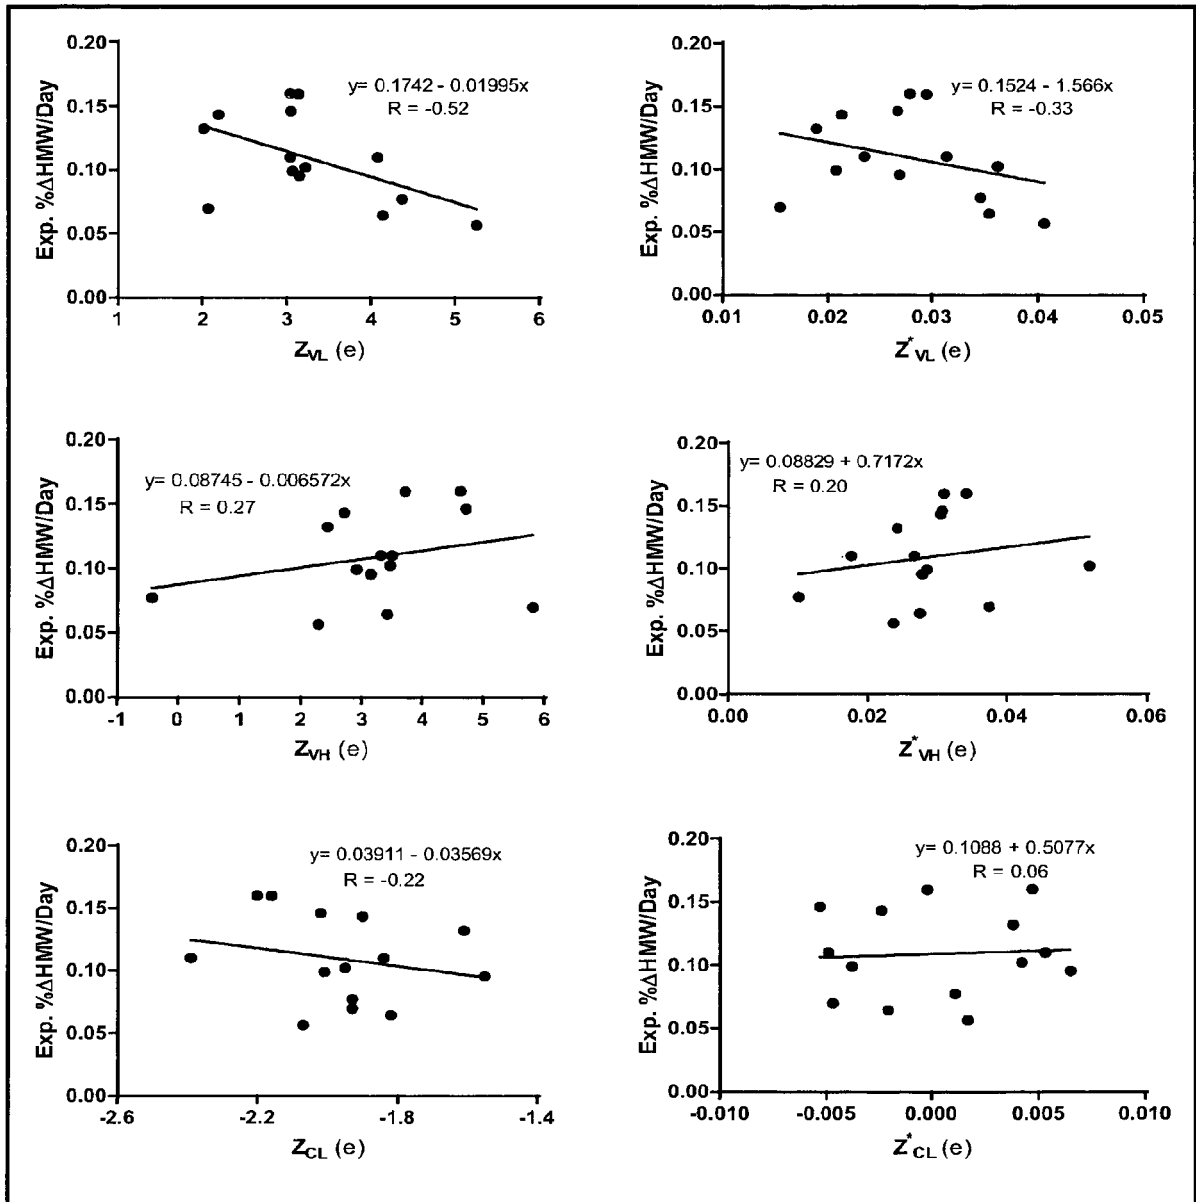 0.20
0.15
0.10
0.05
0.00
Exp. %ΔHMW/Day
y= 0.1742 - 0.01995x
R = -0.52
1 2 3 4 5 6
Z_VL (e)
0.20
0.15
0.10
0.05
0.00
Exp. %ΔHMW/Day
y= 0.1524 - 1.566x
R = -0.33
0.01 0.02 0.03 0.04 0.05
Z*_VL (e)
0.20
0.15
0.10
0.05
0.00
Exp. %ΔHMW/Day
y= 0.08745 - 0.006572x
R = 0.27
-1 0 1 2 3 4 5 6
Z_VH (e)
0.20
0.15
0.10
0.05
0.00
Exp. %ΔHMW/Day
y= 0.08829 + 0.7172x
R = 0.20
0.00 0.02 0.04 0.06
Z*_VH (e)
0.20
0.15
0.10
0.05
0.00
Exp. %ΔHMW/Day
y= 0.03911 - 0.03569x
R = -0.22
-2.6 -2.2 -1.8 -1.4
Z_CL (e)
0.20
0.15
0.10
0.05
0.00
Exp. %ΔHMW/Day
y= 0.1088 + 0.5077x
R = 0.06
-0.010 -0.005 0.000 0.005 0.010
Z*_CL (e)